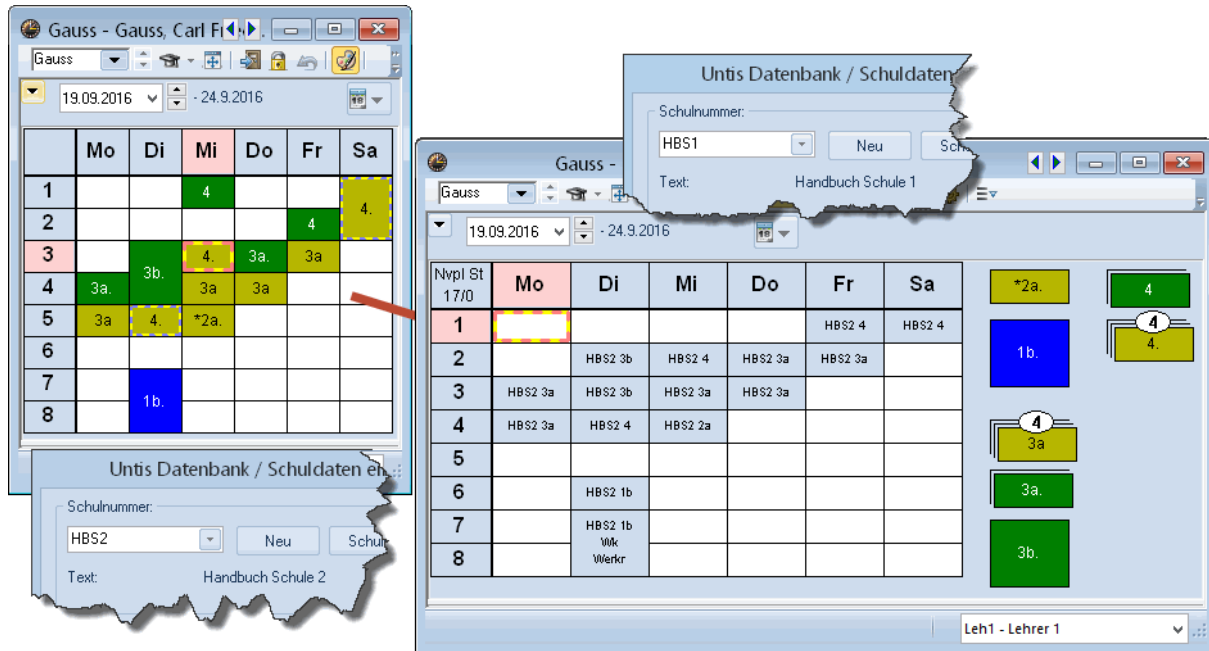 Gauss - Gauss, Carl Fri
Gauss
19.09.2016 - 24.9.2016
Mo Di Mi Do Fr Sa
1 4 4.
2 4
3 3b. 4. 3a. 3a
4 3a. 3a 3a
5 3a 4. *2a.
6
7 1b.
8
Untis Datenbank / Schuldaten
Schulnummer:
HBS2 Neu
Text: Handbuch Schule 2
Untis Datenbank / Schuldaten
Schulnummer:
HBS1 Neu
Text: Handbuch Schule 1
Gauss -
Gauss
19.09.2016 - 24.9.2016
Nvpl St
17/0
Mo Di Mi Do Fr Sa
1 HBS2 4 HBS2 4
2 HBS2 3b HBS2 4 HBS2 3a HBS2 3a
3 HBS2 3a HBS2 3b HBS2 3a HBS2 3a
4 HBS2 3a HBS2 4 HBS2 2a
5
6 HBS2 1b
7 HBS2 1b
Wk
8 Werkr
*2a. 4
4
1b. 4.
4
3a
3a.
3b.
Leh1 - Lehrer 1